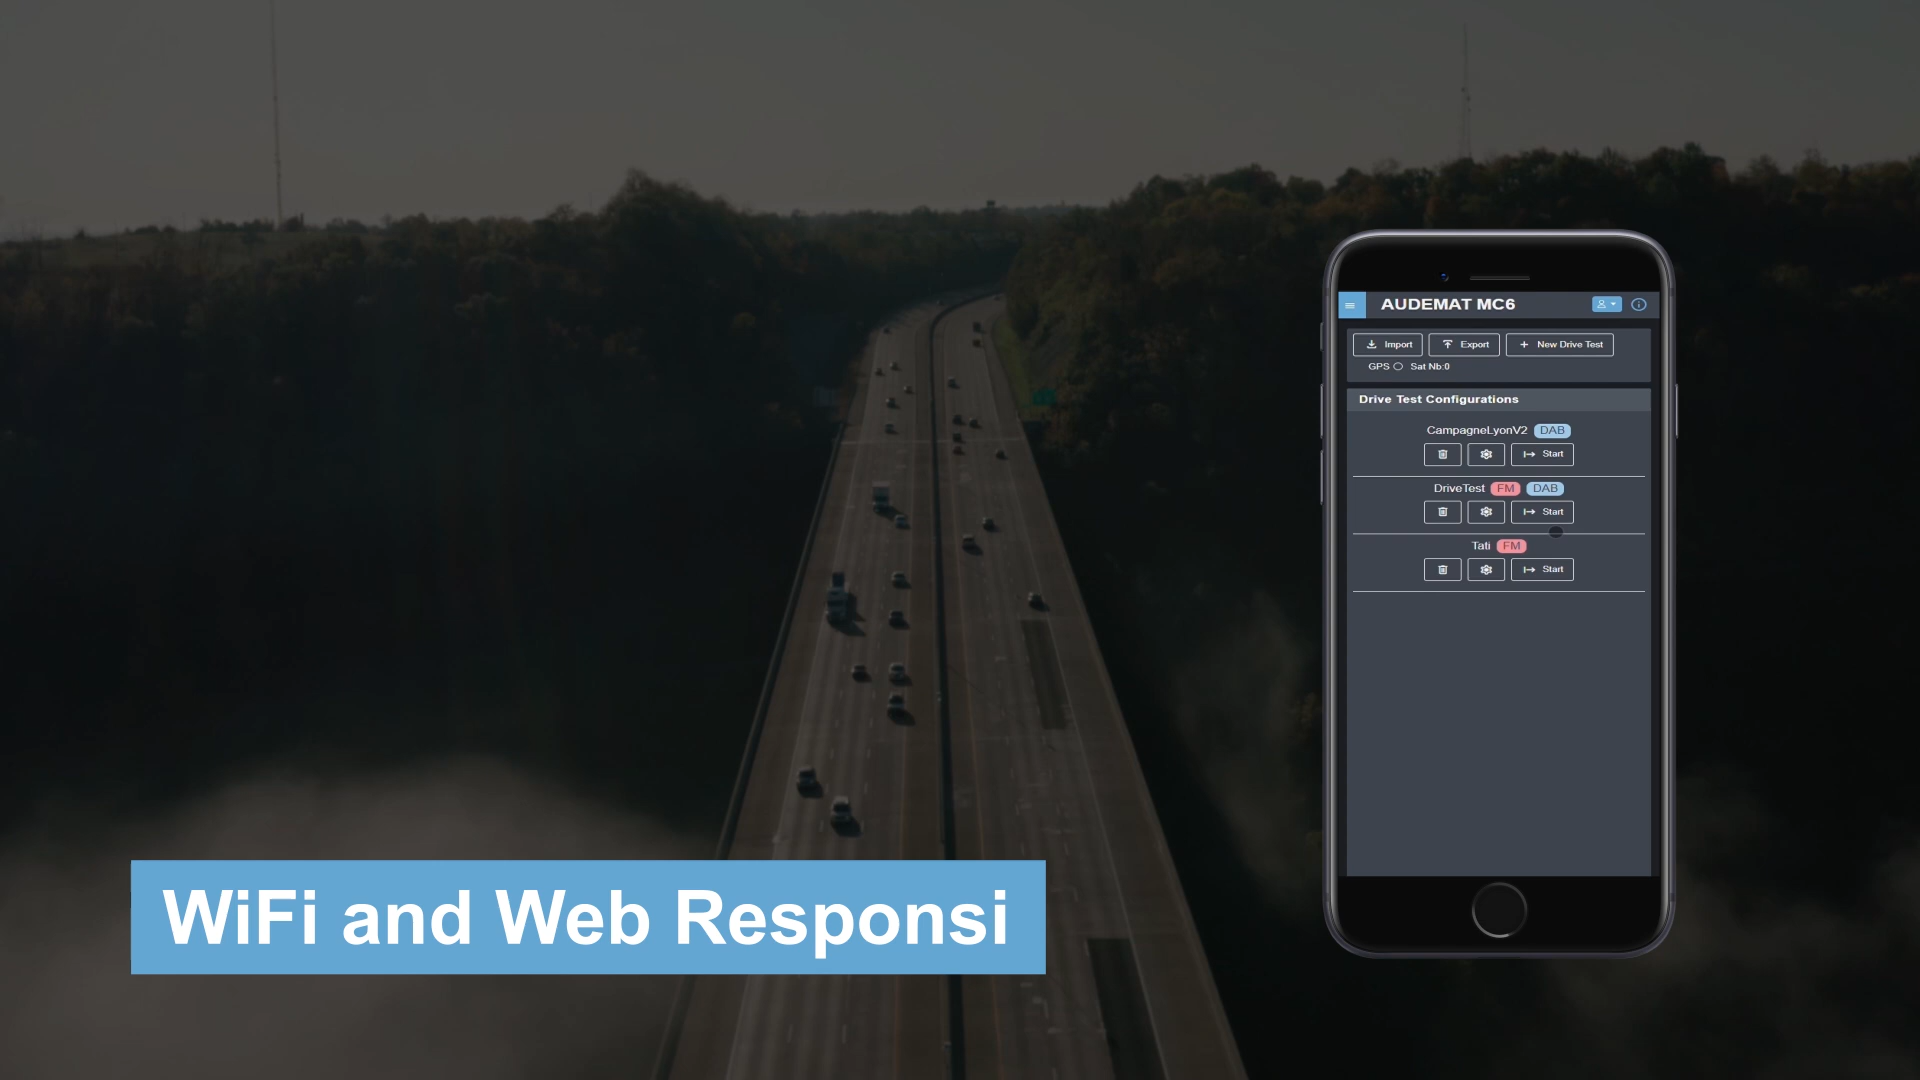 AUDEMAT MC6
Import Export + New Drive Test
GPS Sat Nb:0
Drive Test Configurations
CampagneLyonV2 DAB
Start
DriveTest FM DAB
Start
Tati FM
Start
WiFi and Web Responsi